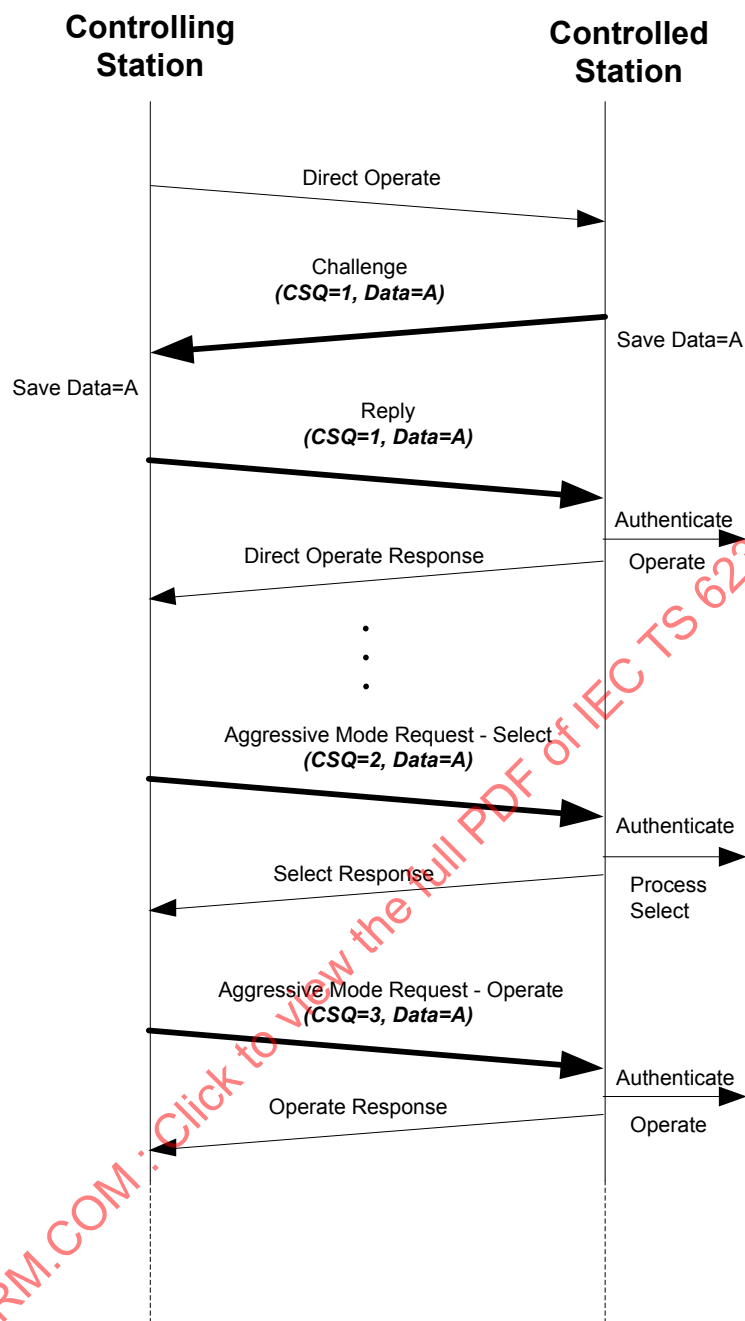 Controlling
Station
Controlled
Station
Direct Operate
Challenge
(CSQ=1, Data=A)
Save Data=A
Save Data=A
Reply
(CSQ=1, Data=A)
Authenticate
Direct Operate Response
Operate
Aggressive Mode Request - Select
(CSQ=2, Data=A)
Authenticate
Select Response
Process
Select
Aggressive Mode Request - Operate
(CSQ=3, Data=A)
Authenticate
Operate Response
Operate
RM.COM : Click to view the full PDF of IEC TS 623